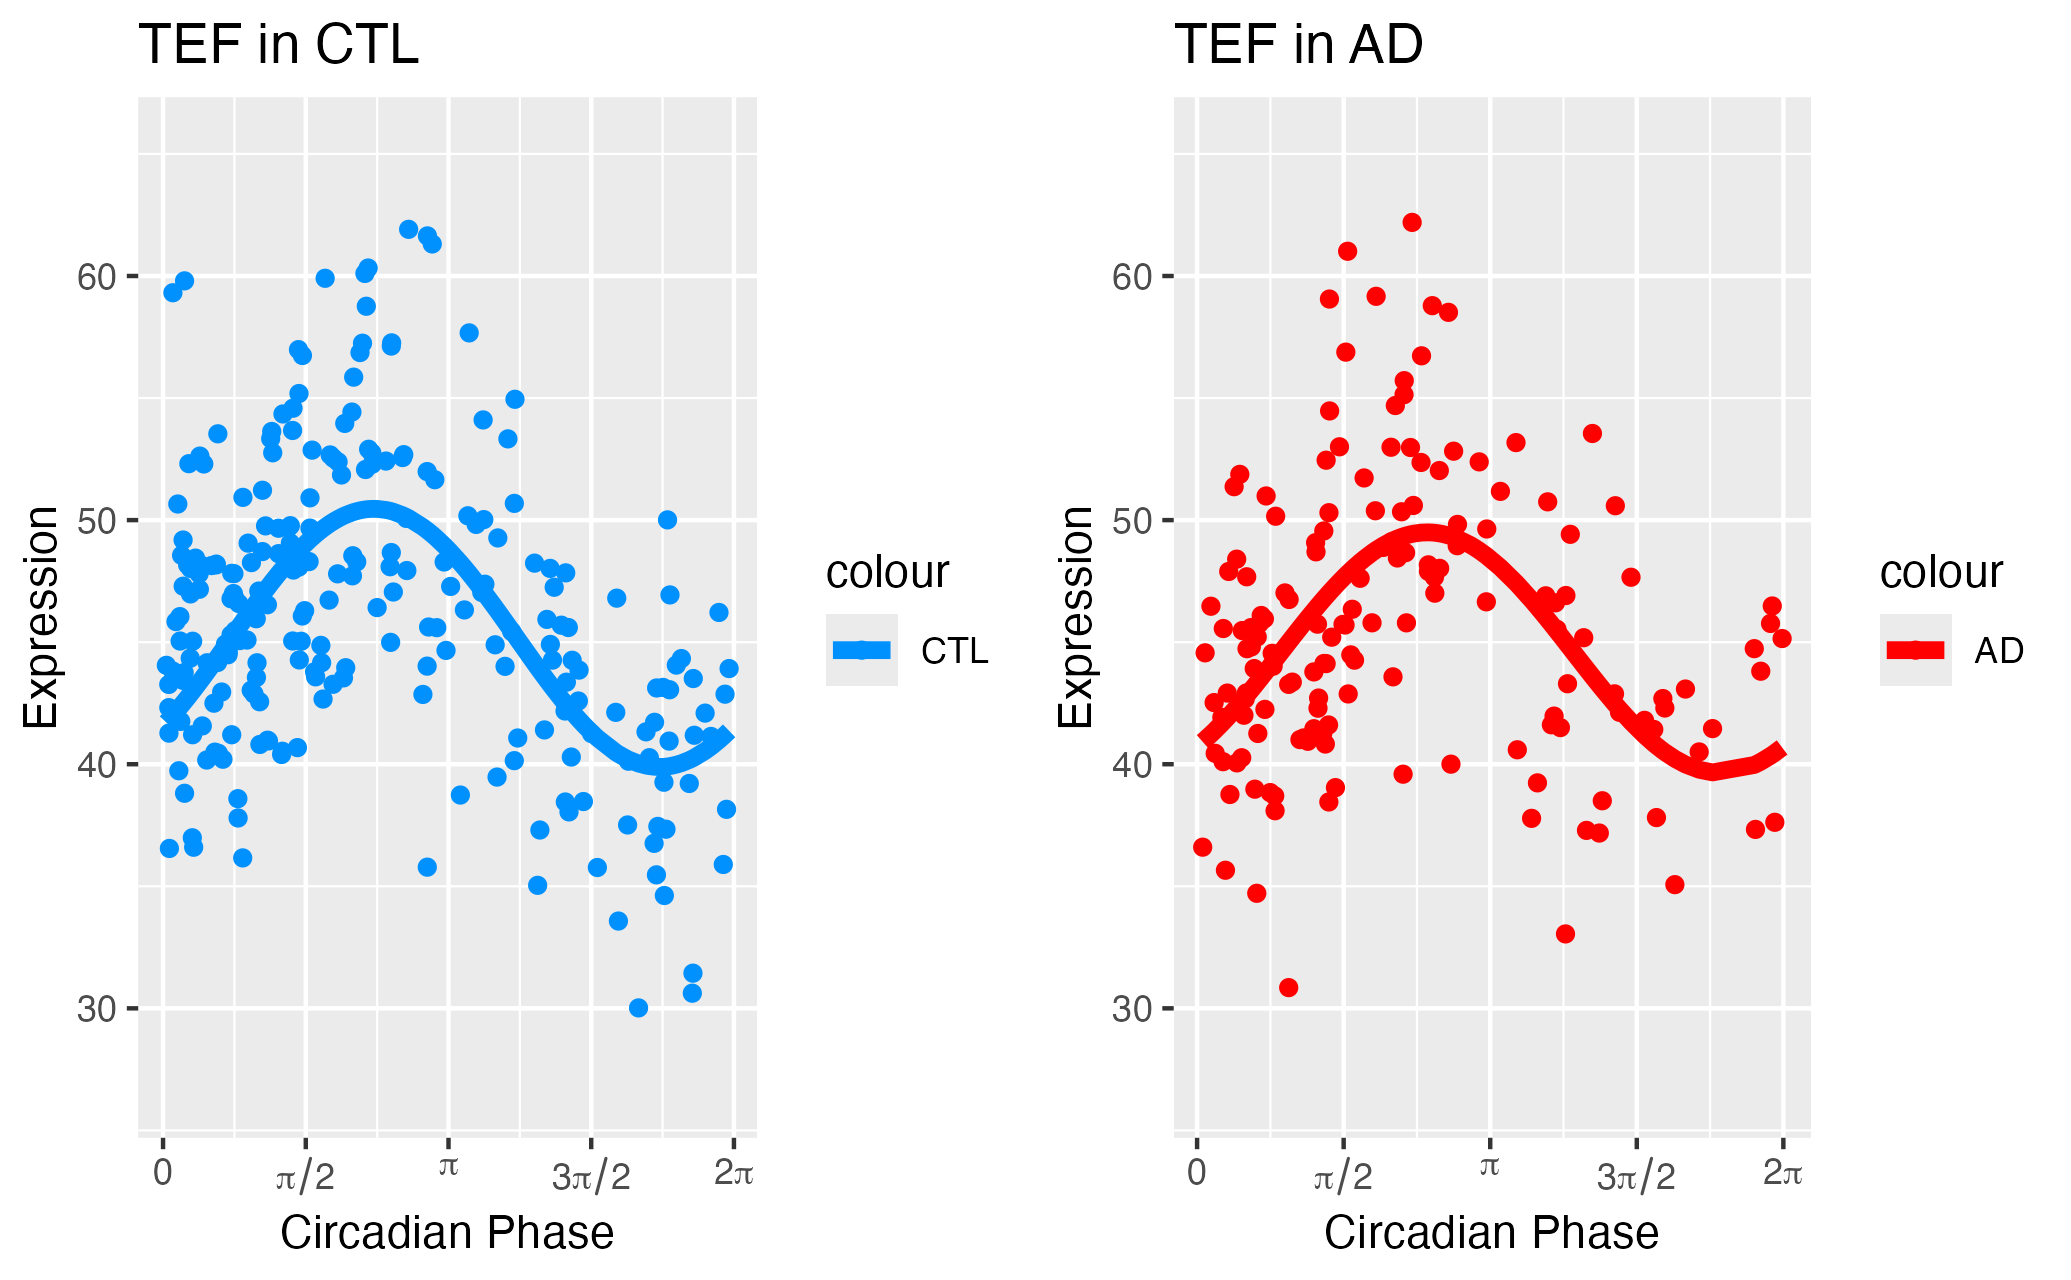 TEF in CTL
Expression
60
50
40
30
0 π/2 π 3π/2 2π
Circadian Phase
colour
CTL
TEF in AD
Expression
60
50
40
30
0 π/2 π 3π/2 2π
Circadian Phase
colour
AD